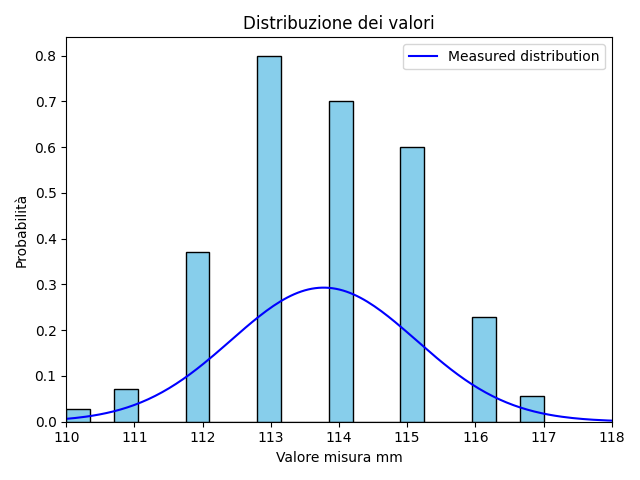 Distribuzione dei valori
Measured distribution
Probabilità
0.8
0.7
0.6
0.5
0.4
0.3
0.2
0.1
0.0
110 111 112 113 114 115 116 117 118
Valore misura mm